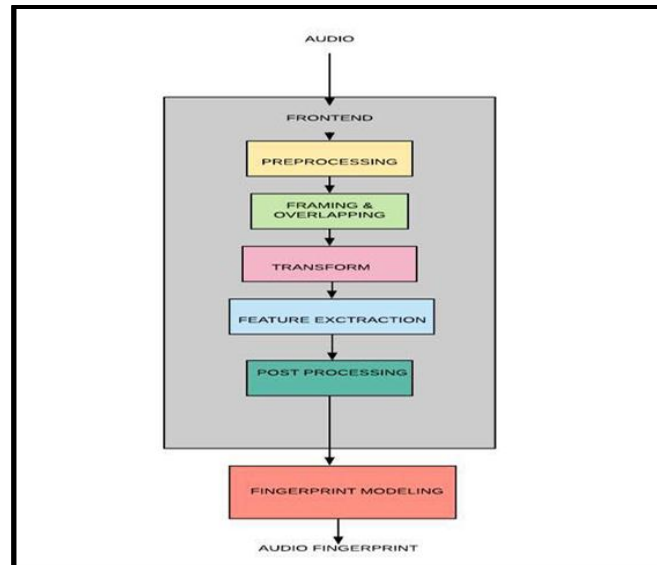 AUDIO
FRONTEND
PREPROCESSING
FRAMING &
OVERLAPPING
TRANSFORM
FEATURE EXCTRACTION
POST PROCESSING
FINGERPRINT MODELING
AUDIO FINGERPRINT